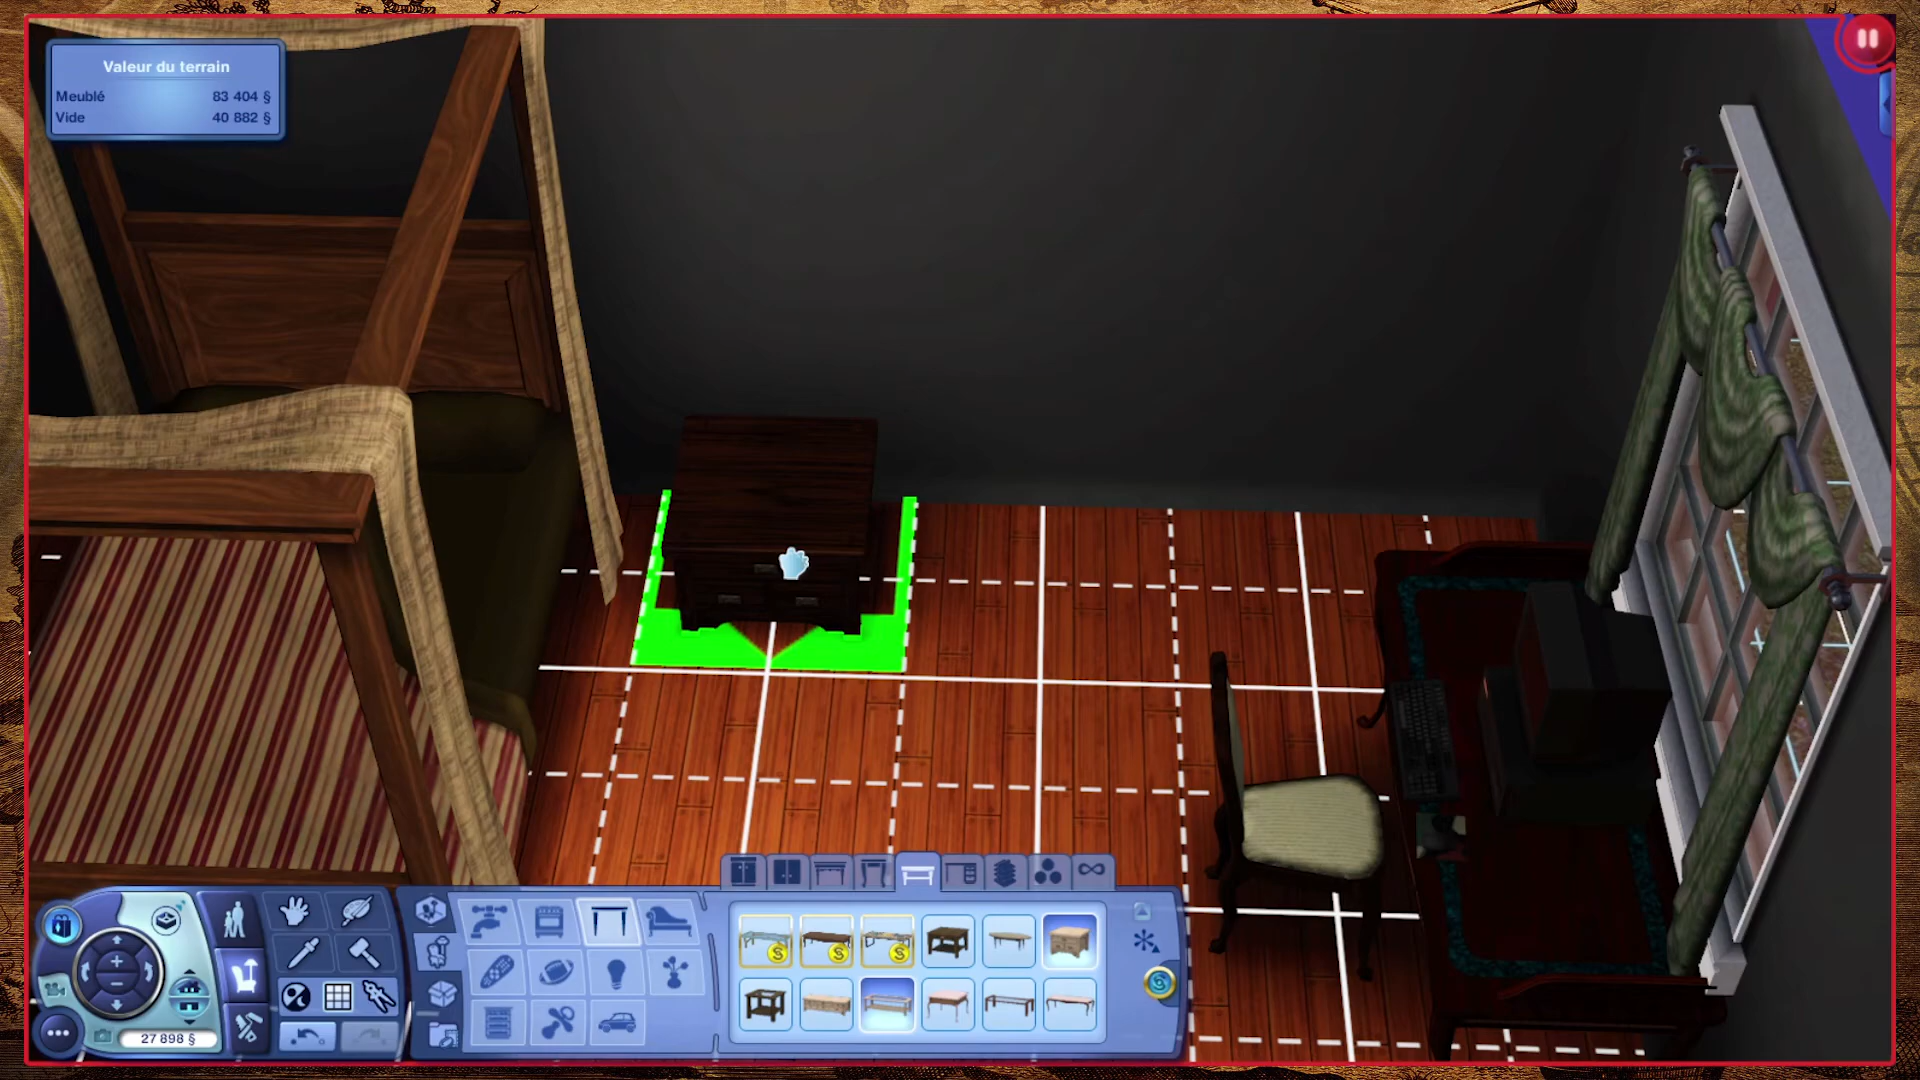 Valeur du terrain
Meublé 83 404 §
Vide 40 882 §
27 898 §